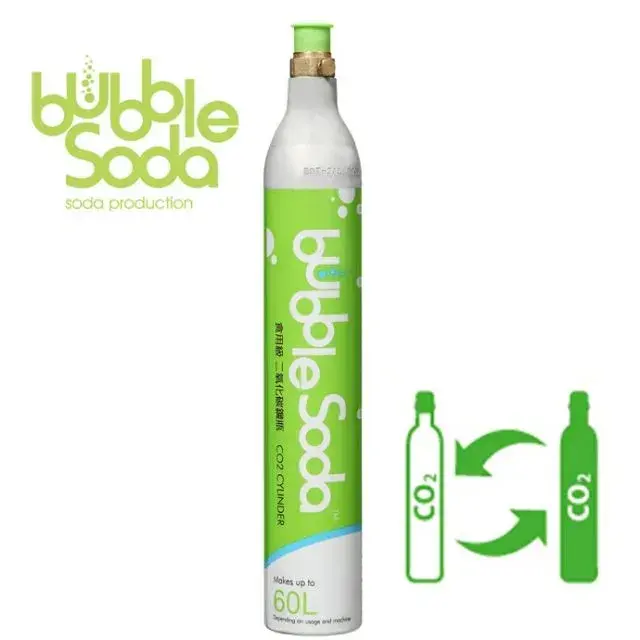 bubble
Soda
soda production
bubble Soda
食用級 二氧化碳鋼瓶 CO2 CYLINDER
Makes up to
60L
Depending on usage and machine
CO2
CO2